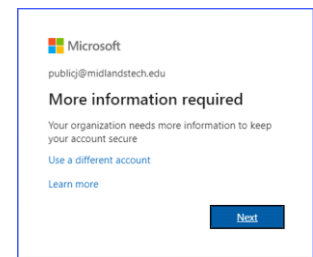 Microsoft
publicj@midlandstech.edu
More information required
Your organization needs more information to keep
your account secure
Use a different account
Learn more
Next